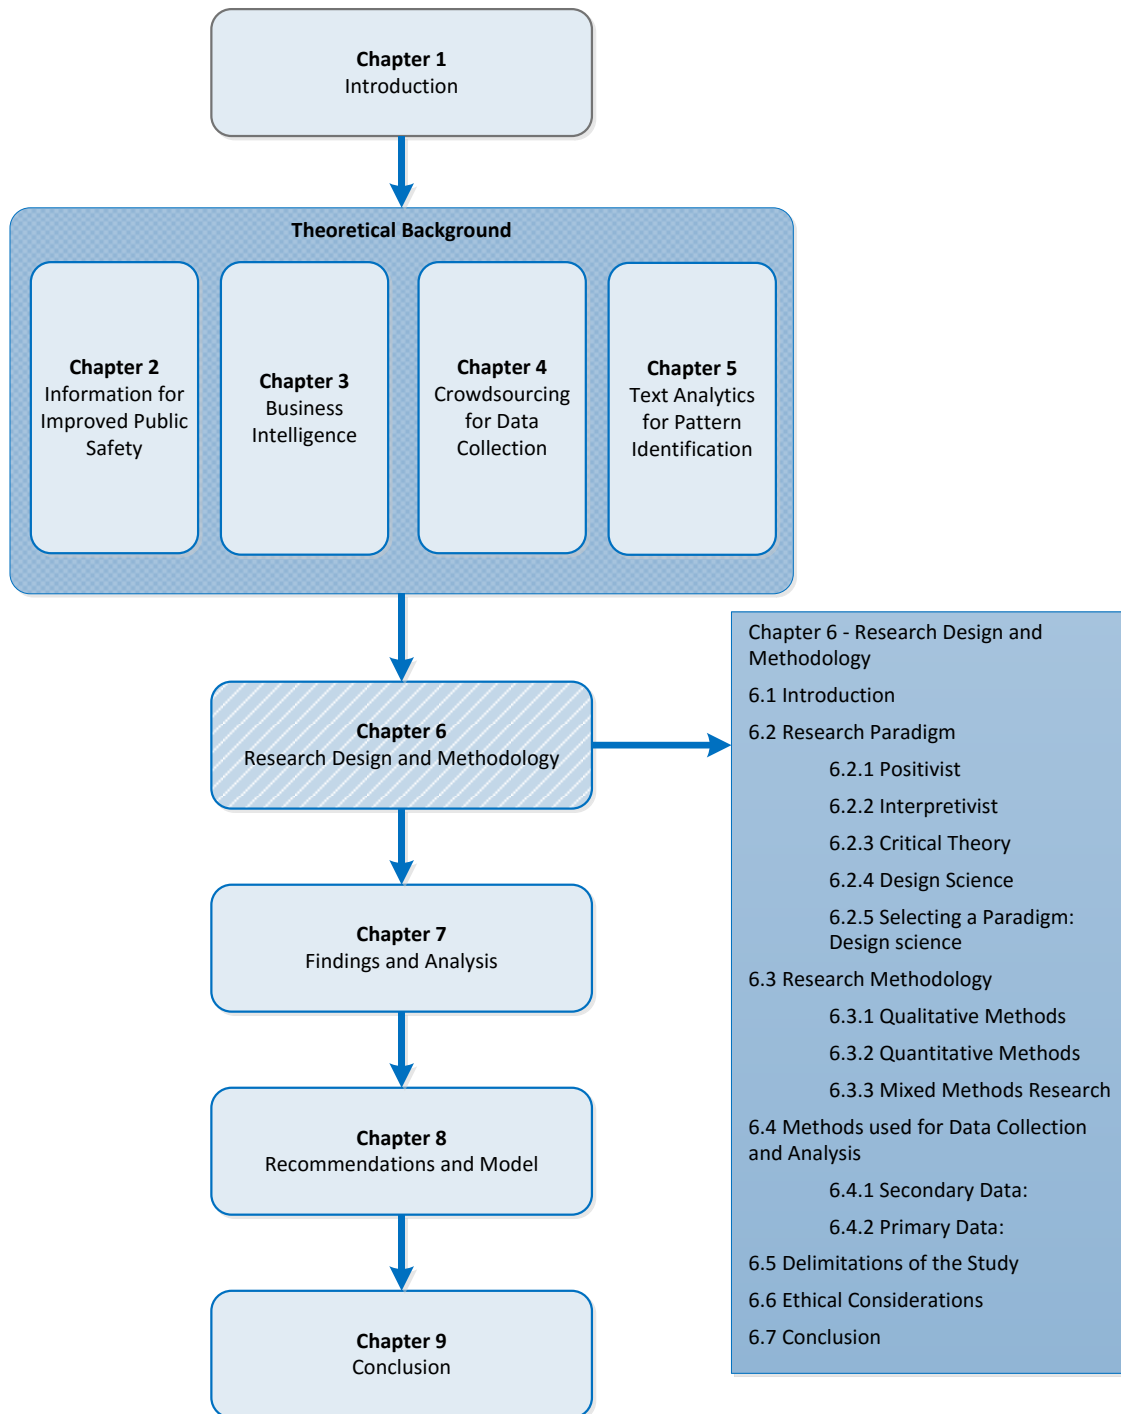 Chapter 1
Introduction
Theoretical Background
Chapter 2
Information for
Improved Public
Safety
Chapter 3
Business
Intelligence
Chapter 4
Crowdsourcing
for Data
Collection
Chapter 5
Text Analytics
for Pattern
Identification
Chapter 6
Research Design and Methodology
Chapter 6 - Research Design and
Methodology
6.1 Introduction
6.2 Research Paradigm
6.2.1 Positivist
6.2.2 Interpretivist
6.2.3 Critical Theory
6.2.4 Design Science
6.2.5 Selecting a Paradigm:
Design science
6.3 Research Methodology
6.3.1 Qualitative Methods
6.3.2 Quantitative Methods
6.3.3 Mixed Methods Research
6.4 Methods used for Data Collection
and Analysis
6.4.1 Secondary Data:
6.4.2 Primary Data:
6.5 Delimitations of the Study
6.6 Ethical Considerations
6.7 Conclusion
Chapter 7
Findings and Analysis
Chapter 8
Recommendations and Model
Chapter 9
Conclusion